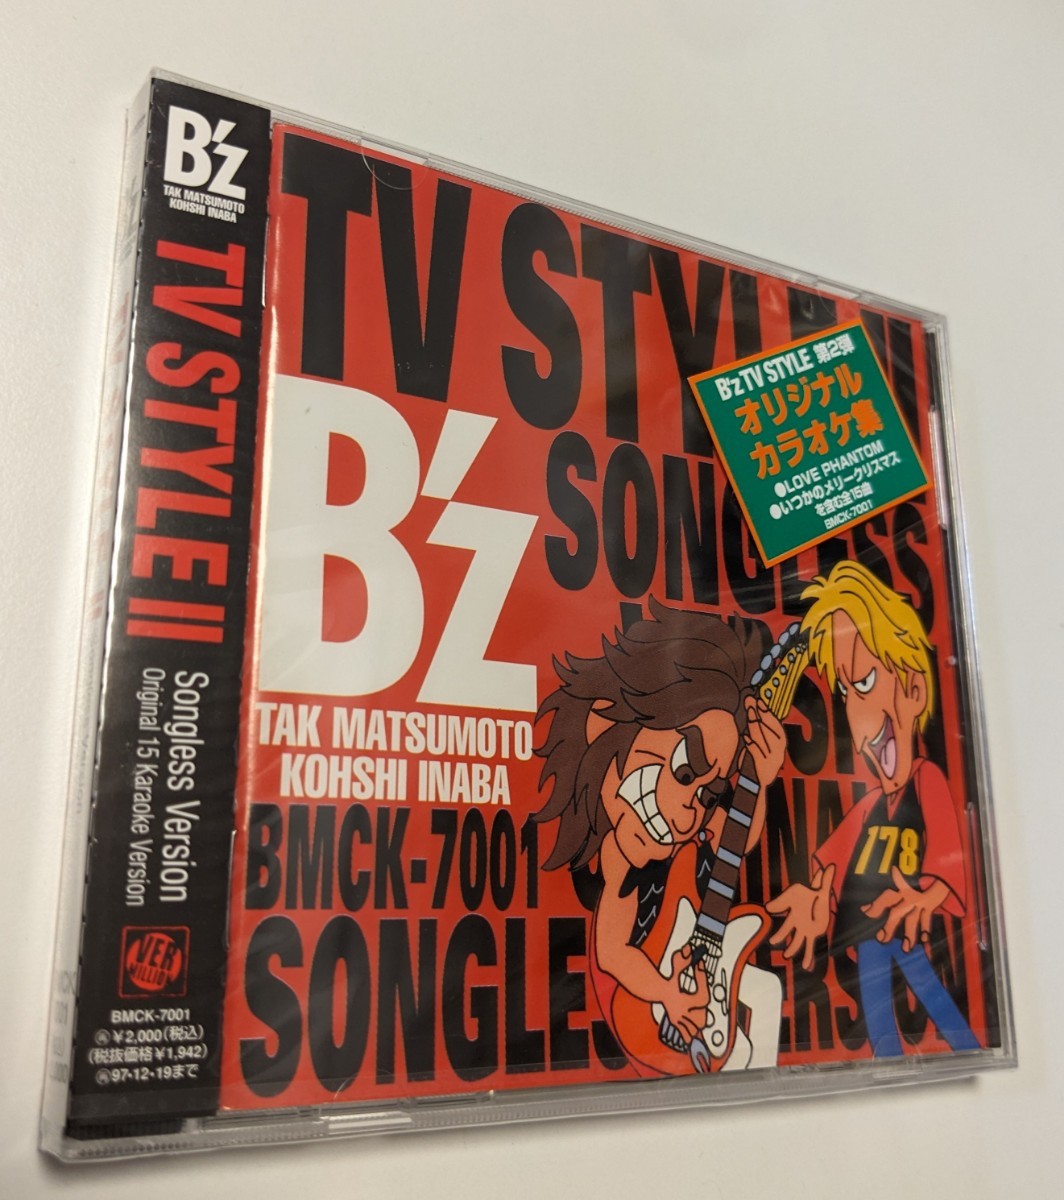 B'z
TAK MATSUMOTO
KOHSHI INABA
TV STYLE II
Songless Version
Original 15 Karaoke Version
VERMILLION
BMCK-7001
¥2,000(税込)
(税抜価格¥1,942)
97・12・19まで
TV STYLE II
SONGLESS
B'z
TAK MATSUMOTO
KOHSHI INABA
BMCK-7001
SONGLESS VERSION
B'z TV STYLE 第2弾
オリジナル
カラオケ集
●LOVE PHANTOM
●いつかのメリークリスマス
を含む全15曲
BMCK-7001
178